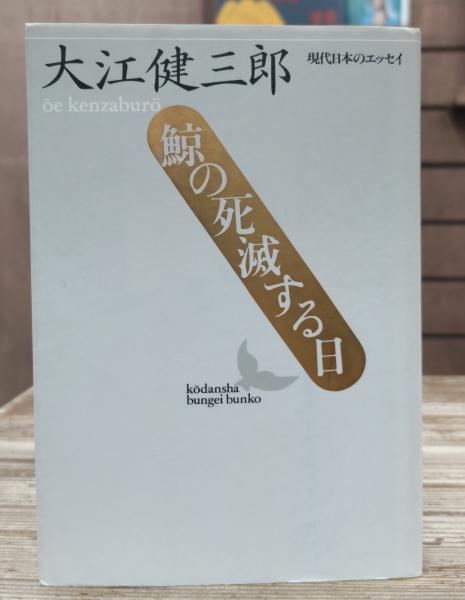 大江健三郎
現代日本のエッセイ
ōe kenzaburō
鯨の死滅する日
kōdansha
bungei bunko